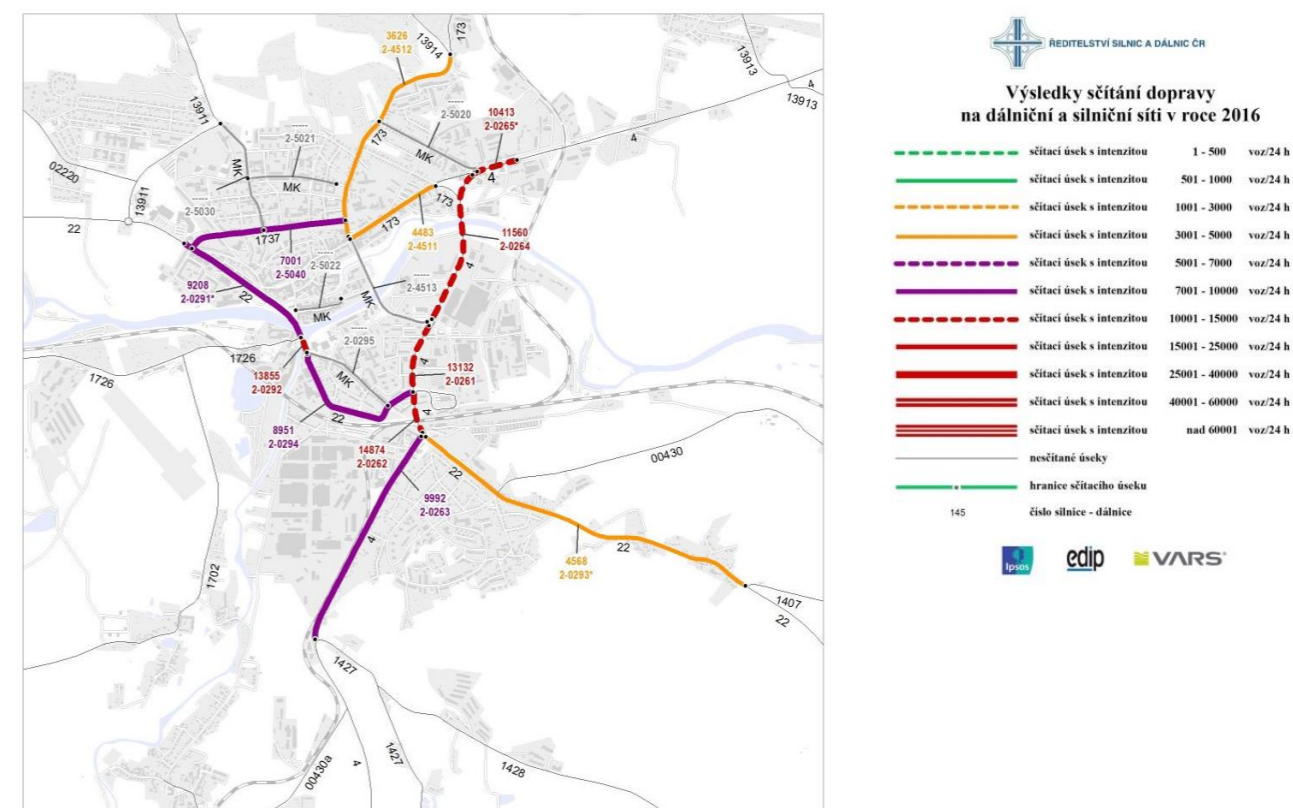 173
3626
2-4512
13914
4
13913
4
13913
13911
2-5021
2-5020
10413
2-0265*
173
4
MK
MK
MK
4
02220
13911
2-5030
173
173
22
1737
4483
2-4511
11560
2-0264
7001
2-5040
2-5022
4
9208
2-0291*
22
2-4513
MK
MK
2-0295
1726
4
1726
13855
2-0292
MK
13132
2-0261
22
4
8951
2-0294
14874
2-0262
22
00430
9992
2-0263
4
22
4568
2-0293*
1702
1407
22
1427
1427
00430a
4
1428
ŘEDITELSTVÍ SILNIC A DÁLNIC ČR
Výsledky sčítání dopravy
na dálniční a silniční síti v roce 2016
sčítací úsek s intenzitou 1 - 500 voz/24 h
sčítací úsek s intenzitou 501 - 1000 voz/24 h
sčítací úsek s intenzitou 1001 - 3000 voz/24 h
sčítací úsek s intenzitou 3001 - 5000 voz/24 h
sčítací úsek s intenzitou 5001 - 7000 voz/24 h
sčítací úsek s intenzitou 7001 - 10000 voz/24 h
sčítací úsek s intenzitou 10001 - 15000 voz/24 h
sčítací úsek s intenzitou 15001 - 25000 voz/24 h
sčítací úsek s intenzitou 25001 - 40000 voz/24 h
sčítací úsek s intenzitou 40001 - 60000 voz/24 h
sčítací úsek s intenzitou nad 60001 voz/24 h
nesčítané úseky
hranice sčítacího úseku
145 číslo silnice - dálnice
Ipsos edip VARS